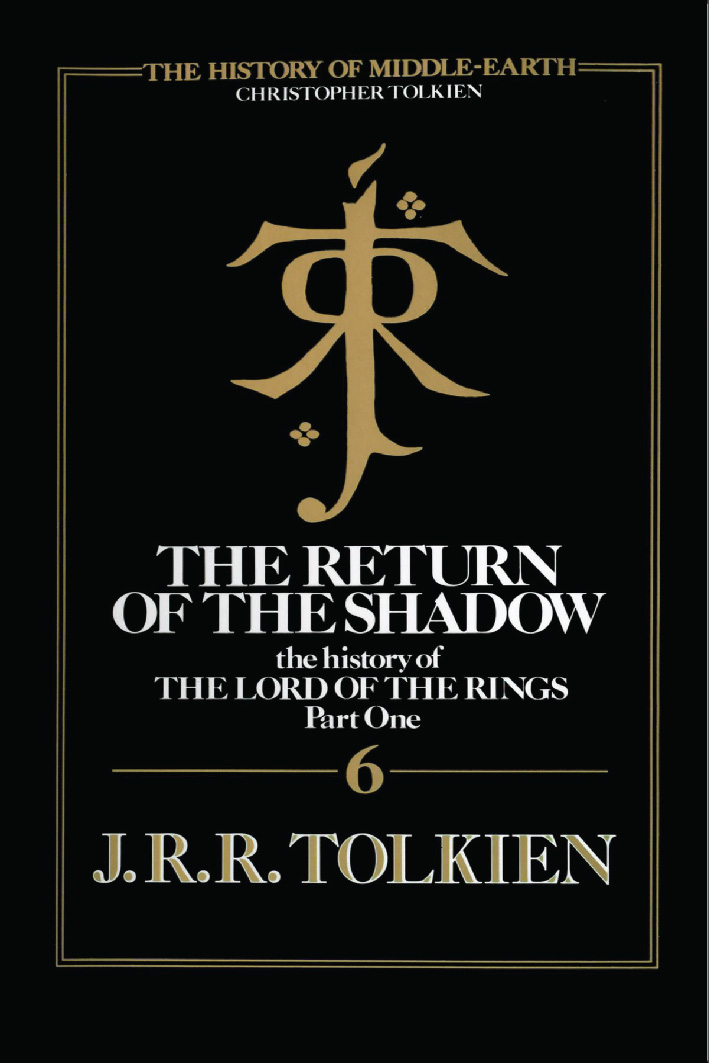 THE HISTORY OF MIDDLE-EARTH
CHRISTOPHER TOLKIEN
THE RETURN
OF THE SHADOW
the history of
THE LORD OF THE RINGS
Part One
6
J.R.R. TOLKIEN